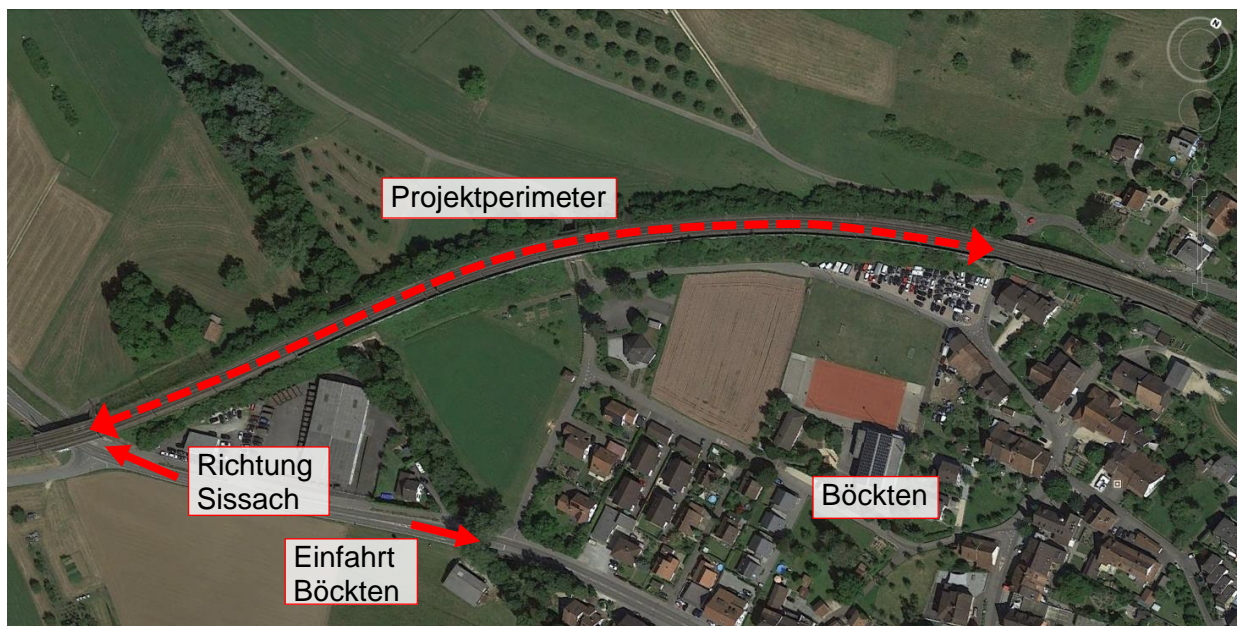 N
Projektperimeter
Richtung
Sissach
Böckten
Einfahrt
Böckten